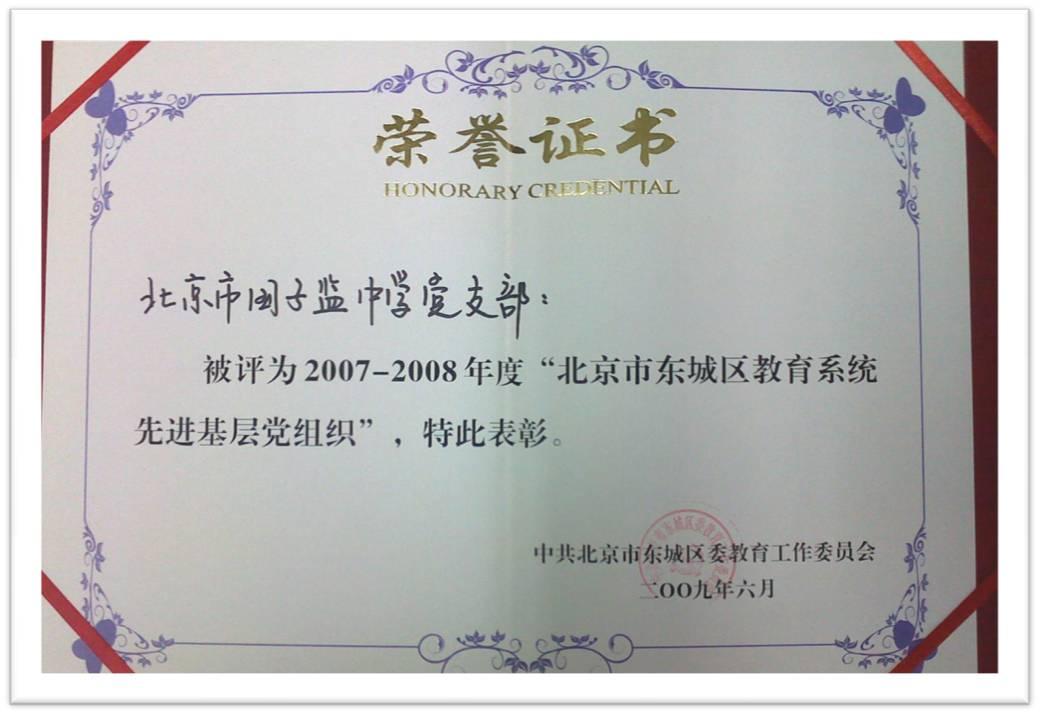 荣誉证书
HONORARY CREDENTIAL
北京市国子监中学党支部：
被评为2007-2008年度“北京市东城区教育系统
先进基层党组织”，特此表彰。
中共北京市东城区委教育工作委员会
二〇〇九年六月